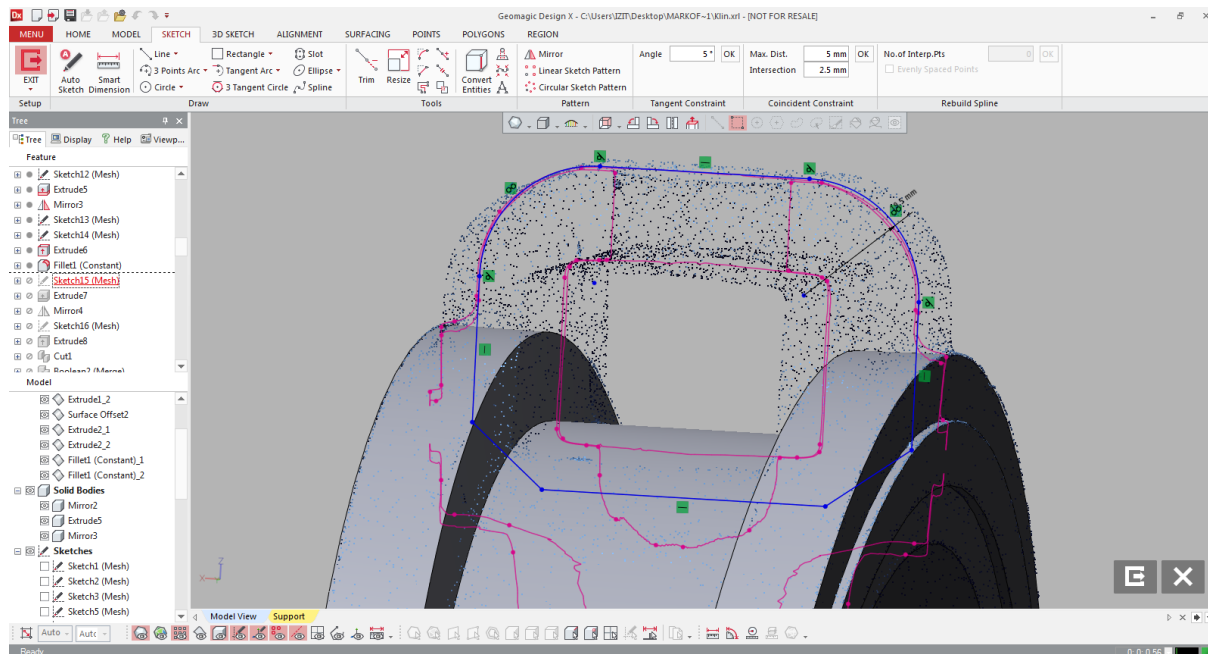 Dx
Geomagic Design X - C:\Users\IZIT\Desktop\MARKOF~1\Klin.xrl - [NOT FOR RESALE]
MENU HOME MODEL SKETCH 3D SKETCH ALIGNMENT SURFACING POINTS POLYGONS REGION
Line Rectangle Slot Mirror Angle 5 ° OK Max. Dist. 5 mm OK No.of Interp.Pts 0 OK
3 Points Arc Tangent Arc Ellipse Linear Sketch Pattern Intersection 2.5 mm Evenly Spaced Points
EXIT Auto Sketch Smart Dimension Circle 3 Tangent Circle Spline Trim Resize Convert Entities Circular Sketch Pattern
Setup Draw Tools Pattern Tangent Constraint Coincident Constraint Rebuild Spline
Tree
Tree Display Help Viewp...
Feature
Sketch12 (Mesh)
Extrude5
Mirror3
Sketch13 (Mesh)
Sketch14 (Mesh)
Extrude6
Fillet1 (Constant)
Sketch15 (Mesh)
Extrude7
Mirror4
Sketch16 (Mesh)
Extrude8
Cut1
Boolean2 (Merge)
Model
Extrude1_2
Surface Offset2
Extrude2_1
Extrude2_2
Fillet1 (Constant)_1
Fillet1 (Constant)_2
Solid Bodies
Mirror2
Extrude5
Mirror3
Sketches
Sketch1 (Mesh)
Sketch2 (Mesh)
Sketch3 (Mesh)
Sketch5 (Mesh)
Model View Support
Auto
Ready
0: 0: 0.56